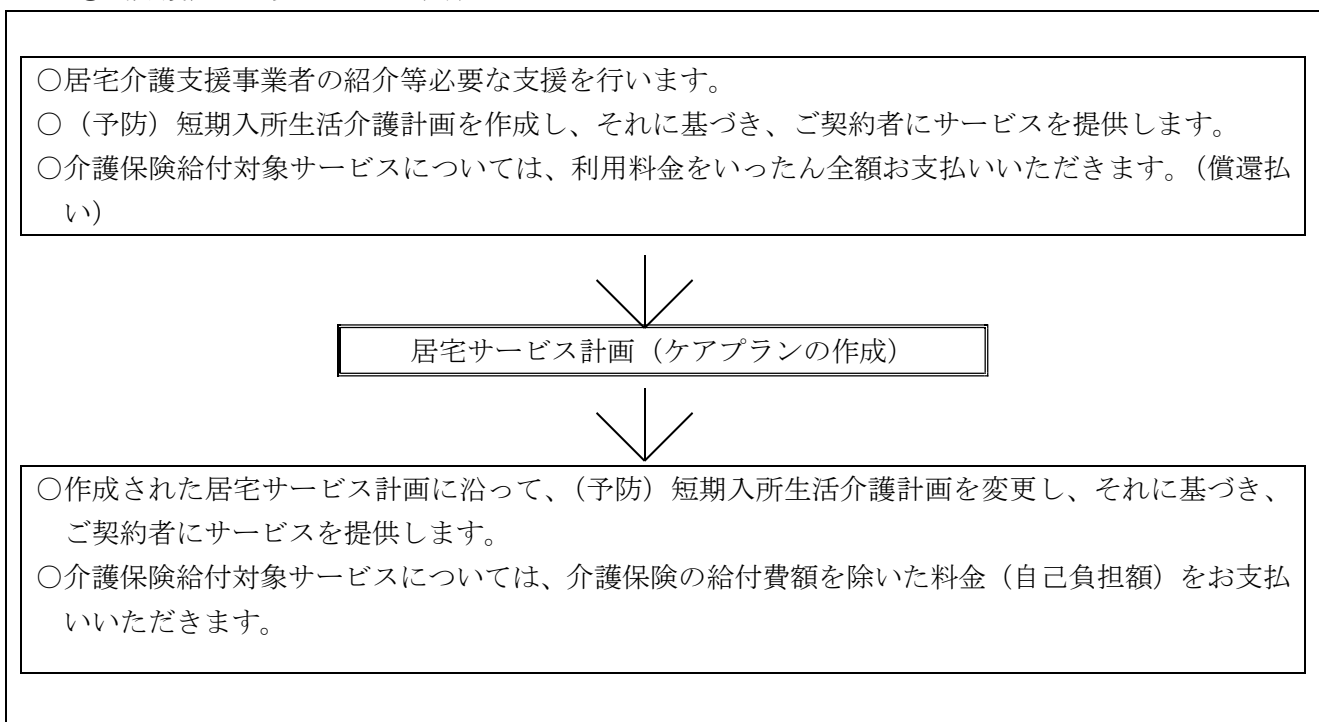 ○居宅介護支援事業者の紹介等必要な支援を行います。
○(予防)短期入所生活介護計画を作成し、それに基づき、ご契約者にサービスを提供します。
○介護保険給付対象サービスについては、利用料金をいったん全額お支払いいただきます。(償還払
い)
居宅サービス計画(ケアプランの作成)
○作成された居宅サービス計画に沿って、(予防)短期入所生活介護計画を変更し、それに基づき、
ご契約者にサービスを提供します。
○介護保険給付対象サービスについては、介護保険の給付費額を除いた料金(自己負担額)をお支払
いいただきます。